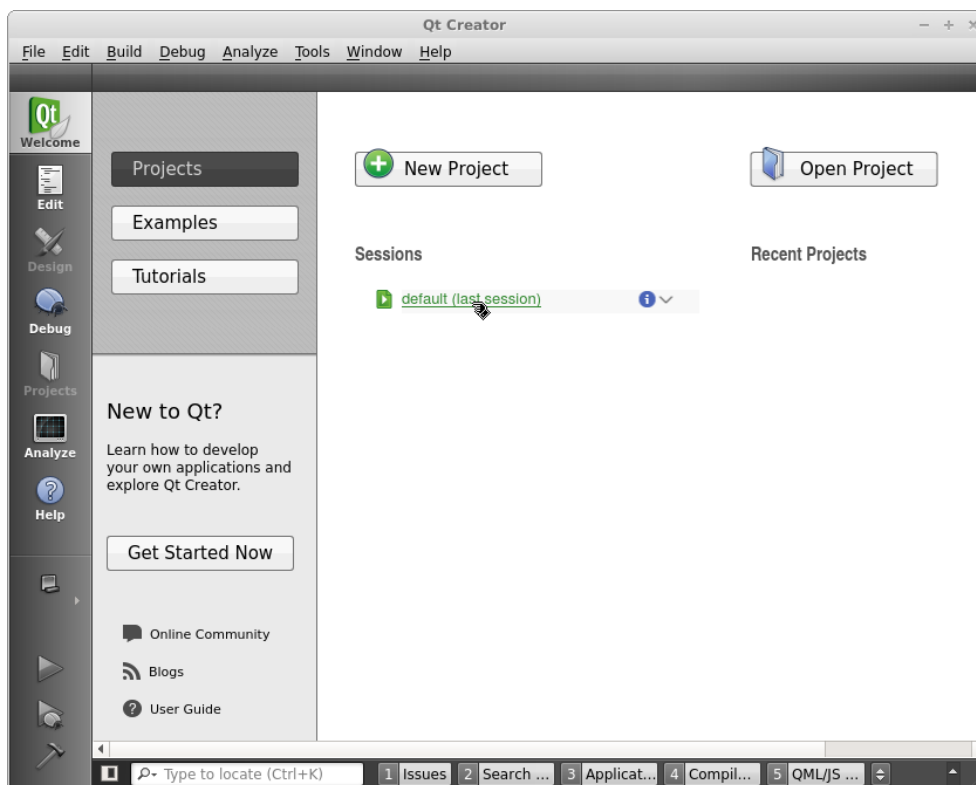 Qt Creator
File Edit Build Debug Analyze Tools Window Help
Qt
Welcome
Edit
Design
Debug
Projects
Analyze
Help
Projects
Examples
Tutorials
New to Qt?
Learn how to develop
your own applications and
explore Qt Creator.
Get Started Now
Online Community
Blogs
User Guide
New Project
Open Project
Sessions
Recent Projects
default (last session)
Type to locate (Ctrl+K)
1 Issues 2 Search ... 3 Applicat... 4 Compil... 5 QML/JS ...